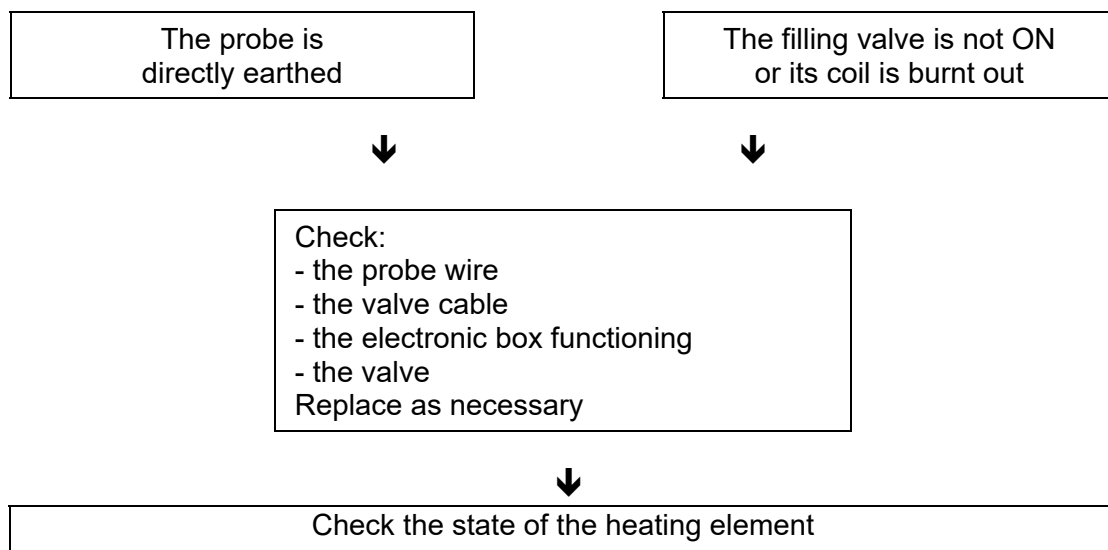 The probe is
directly earthed
The filling valve is not ON
or its coil is burnt out
Check:
- the probe wire
- the valve cable
- the electronic box functioning
- the valve
Replace as necessary
Check the state of the heating element